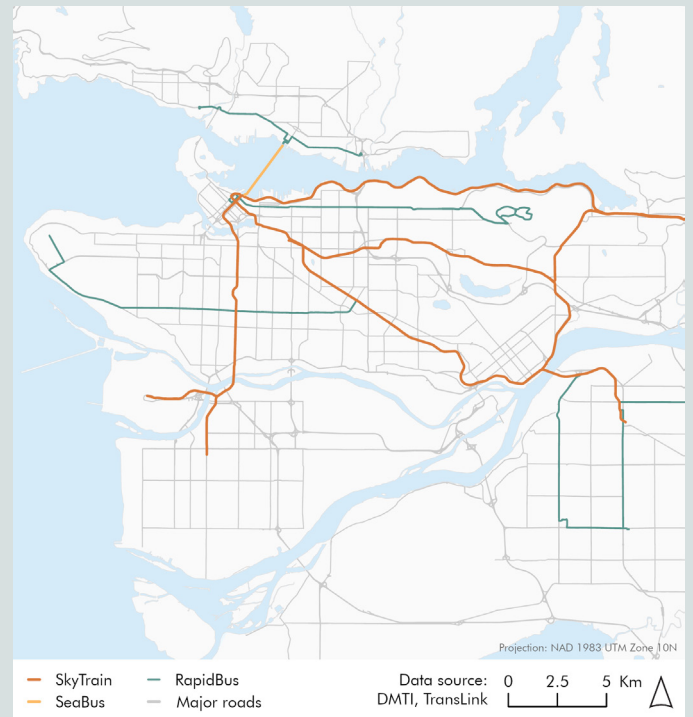 Projection: NAD 1983 UTM Zone 10N
SkyTrain
SeaBus
RapidBus
Major roads
Data source:
DMTI, TransLink
0 2.5 5 Km